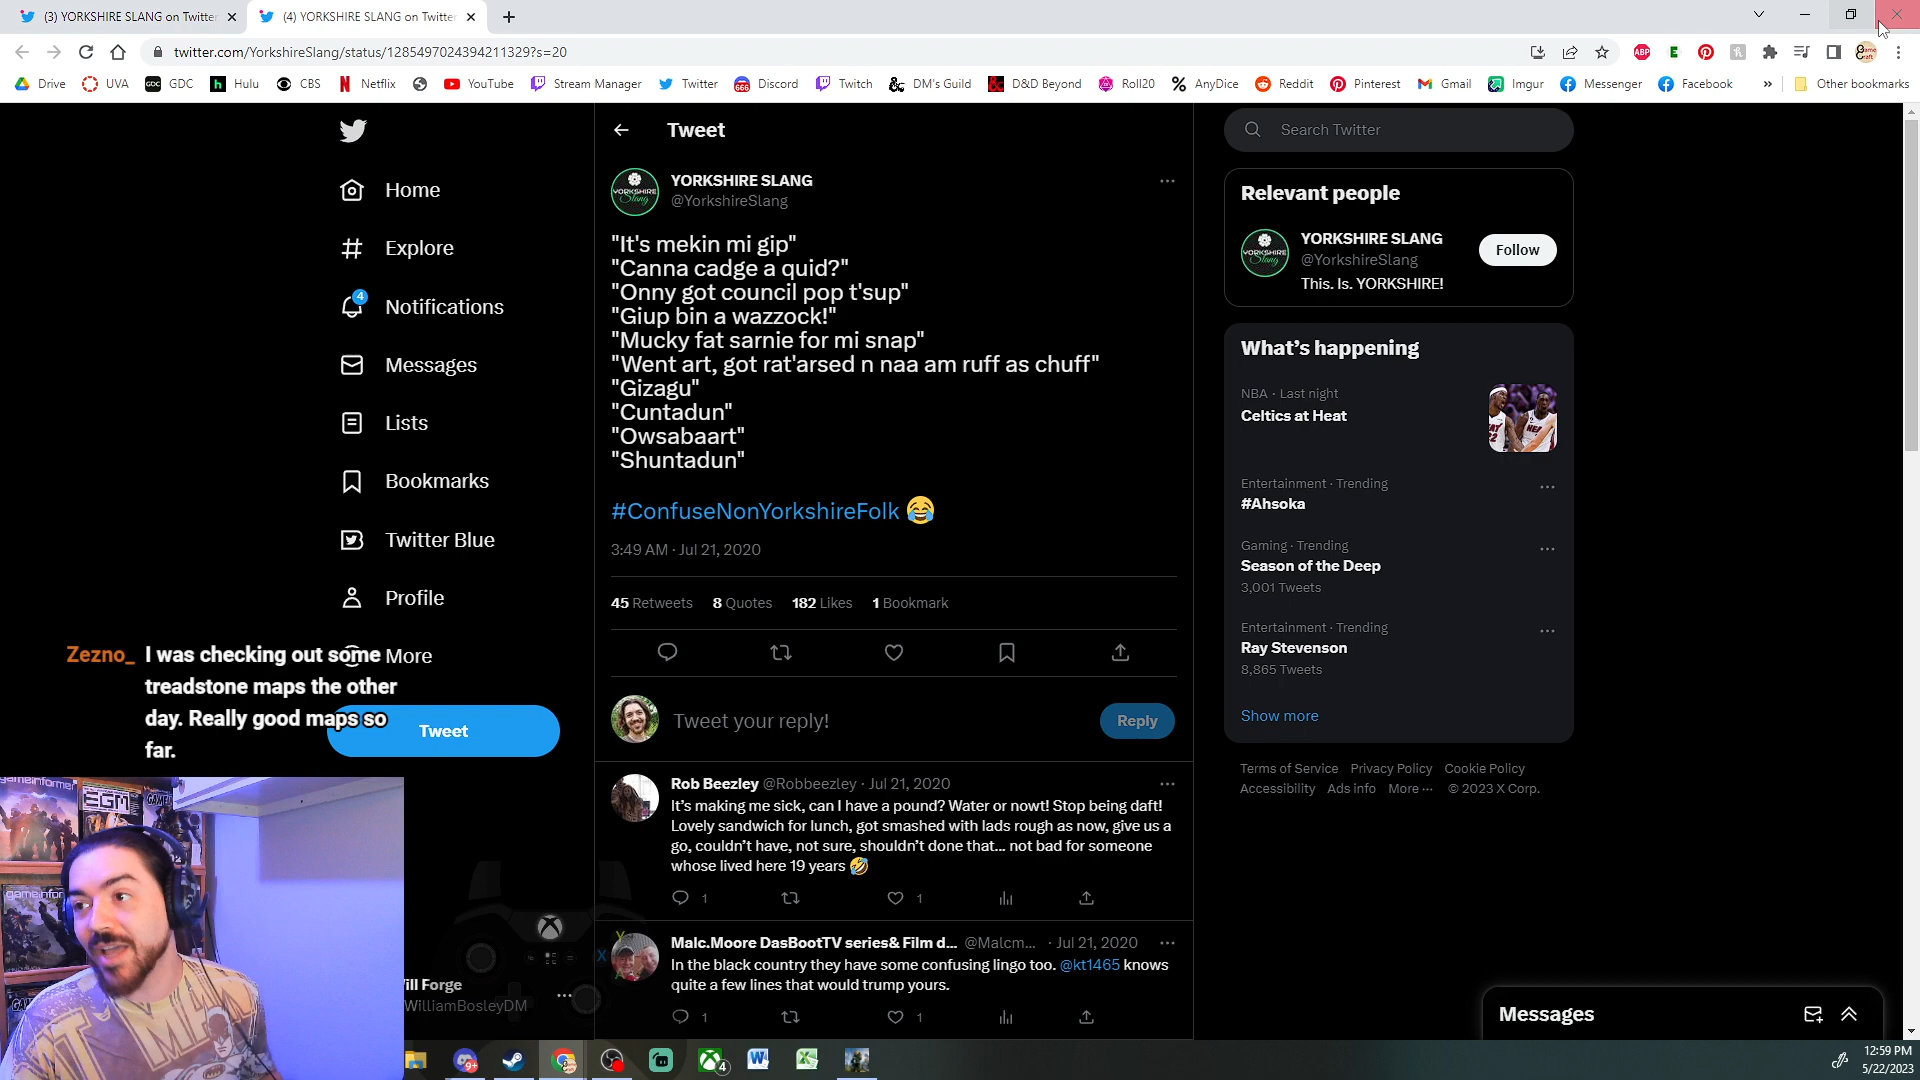 (3) YORKSHIRE SLANG on Twitter
(4) YORKSHIRE SLANG on Twitter
twitter.com/YorkshireSlang/status/1285497024394211329?s=20
Drive UVA GDC Hulu CBS Netflix YouTube Stream Manager Twitter Discord Twitch DM's Guild D&D Beyond Roll20 AnyDice Reddit Pinterest Gmail Imgur Messenger Facebook » Other bookmarks
Home
Explore
4
Notifications
Messages
Lists
Bookmarks
Twitter Blue
Profile
More
Tweet
Zezno_ I was checking out some
treadstone maps the other
day. Really good maps so
far.
ill Forge
WilliamBosleyDM
Tweet
YORKSHIRE SLANG
@YorkshireSlang
"It's mekin mi gip"
"Canna cadge a quid?"
"Onny got council pop t'sup"
"Giup bin a wazzock!"
"Mucky fat sarnie for mi snap"
"Went art, got rat'arsed n naa am ruff as chuff"
"Gizagu"
"Cuntadun"
"Owsabaart"
"Shuntadun"
#ConfuseNonYorkshireFolk 😂
3:49 AM · Jul 21, 2020
45 Retweets 8 Quotes 182 Likes 1 Bookmark
Tweet your reply!
Reply
Rob Beezley @Robbeezley · Jul 21, 2020
It's making me sick, can I have a pound? Water or nowt! Stop being daft!
Lovely sandwich for lunch, got smashed with lads rough as now, give us a
go, couldn't have, not sure, shouldn't done that... not bad for someone
whose lived here 19 years 🤣
1 1
Malc.Moore DasBootTV series& Film d... @Malcm... · Jul 21, 2020
In the black country they have some confusing lingo too. @kt1465 knows
quite a few lines that would trump yours.
1 1
Search Twitter
Relevant people
YORKSHIRE SLANG
@YorkshireSlang
Follow
This. Is. YORKSHIRE!
What's happening
NBA · Last night
Celtics at Heat
Entertainment · Trending
#Ahsoka
Gaming · Trending
Season of the Deep
3,001 Tweets
Entertainment · Trending
Ray Stevenson
8,865 Tweets
Show more
Terms of Service Privacy Policy Cookie Policy
Accessibility Ads info More ··· © 2023 X Corp.
Messages
12:59 PM
5/22/2023
gameinformer
EGM
GAME
gameinfor